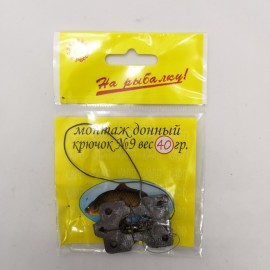 На рыбалку!
монтаж донный
крючок №9 вес 40 гр.